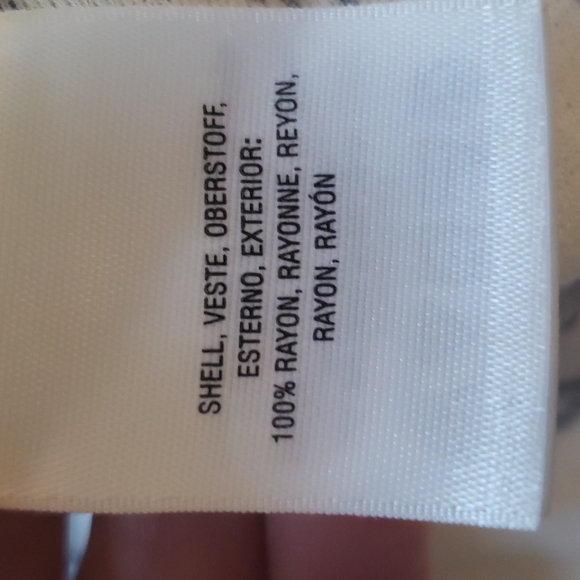 SHELL, VESTE, OBERSTOFF,
ESTERNO, EXTERIOR:
100% RAYON, RAYONNE, REYON,
RAYON, RAYÓN